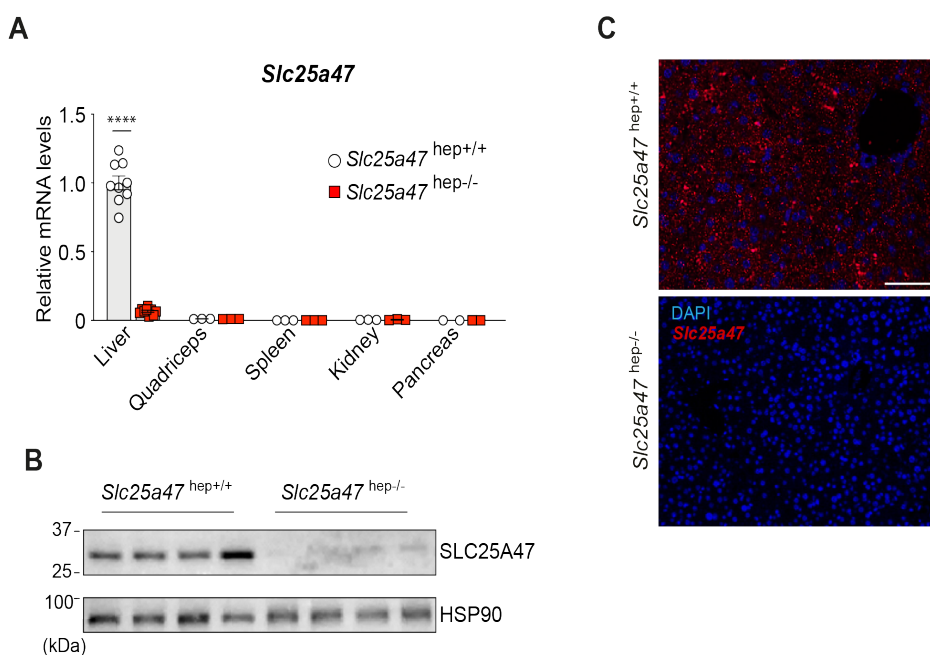 A
Slc25a47
Relative mRNA levels
1.5
1.0
0.5
0
****
Slc25a47 hep+/+
Slc25a47 hep-/-
Liver
Quadriceps
Spleen
Kidney
Pancreas
B
Slc25a47 hep+/+
Slc25a47 hep-/-
37
25
SLC25A47
100
HSP90
(kDa)
C
Slc25a47 hep+/+
Slc25a47 hep-/-
DAPI
Slc25a47